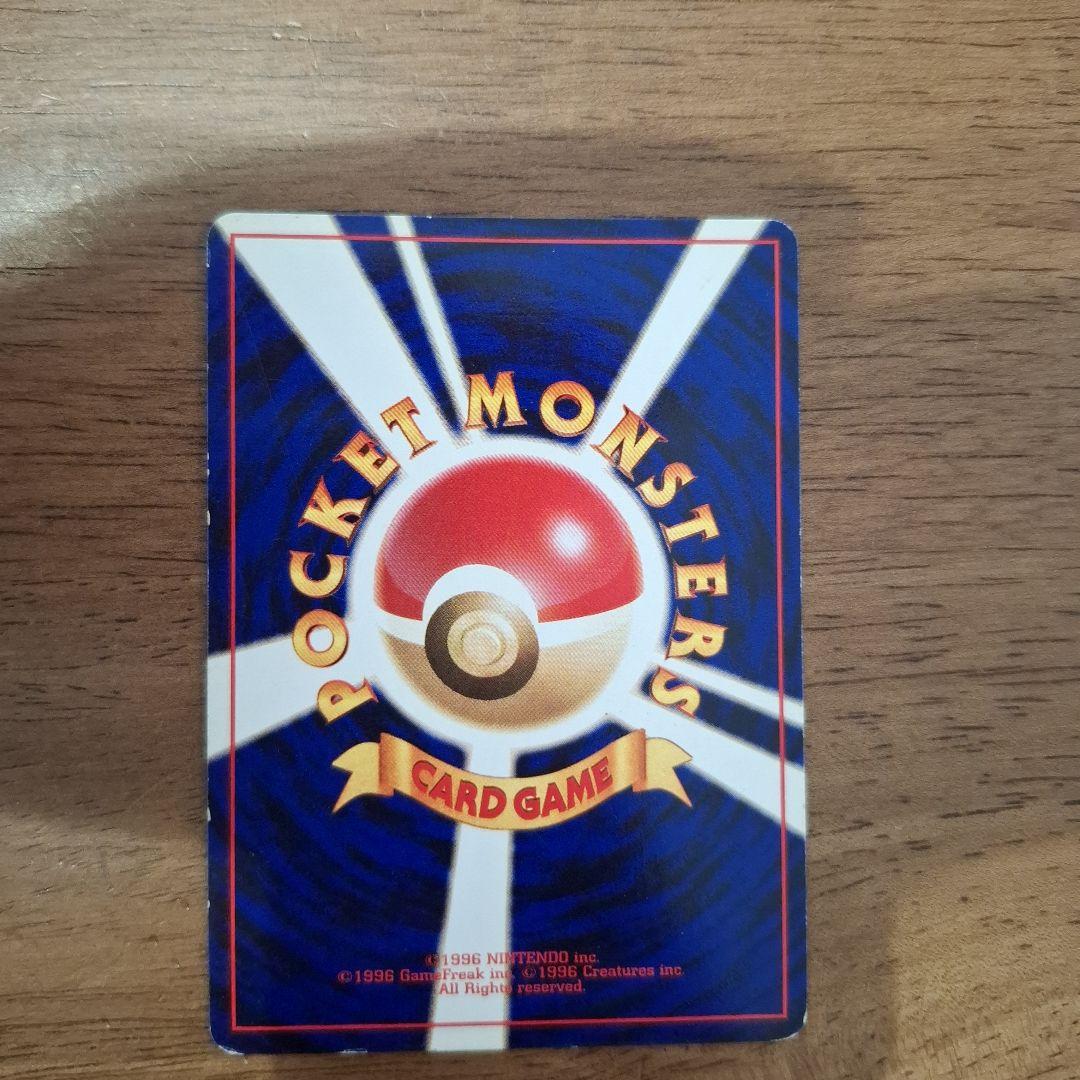 POCKET MONSTERS
CARD GAME
©1996 NINTENDO inc.
©1996 GameFreak inc. ©1996 Creatures inc.
All Rights reserved.